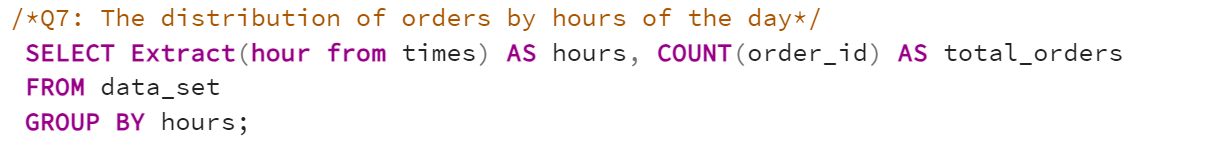 /*Q7: The distribution of orders by hours of the day*/
SELECT Extract(hour from times) AS hours, COUNT(order_id) AS total_orders
FROM data_set
GROUP BY hours;